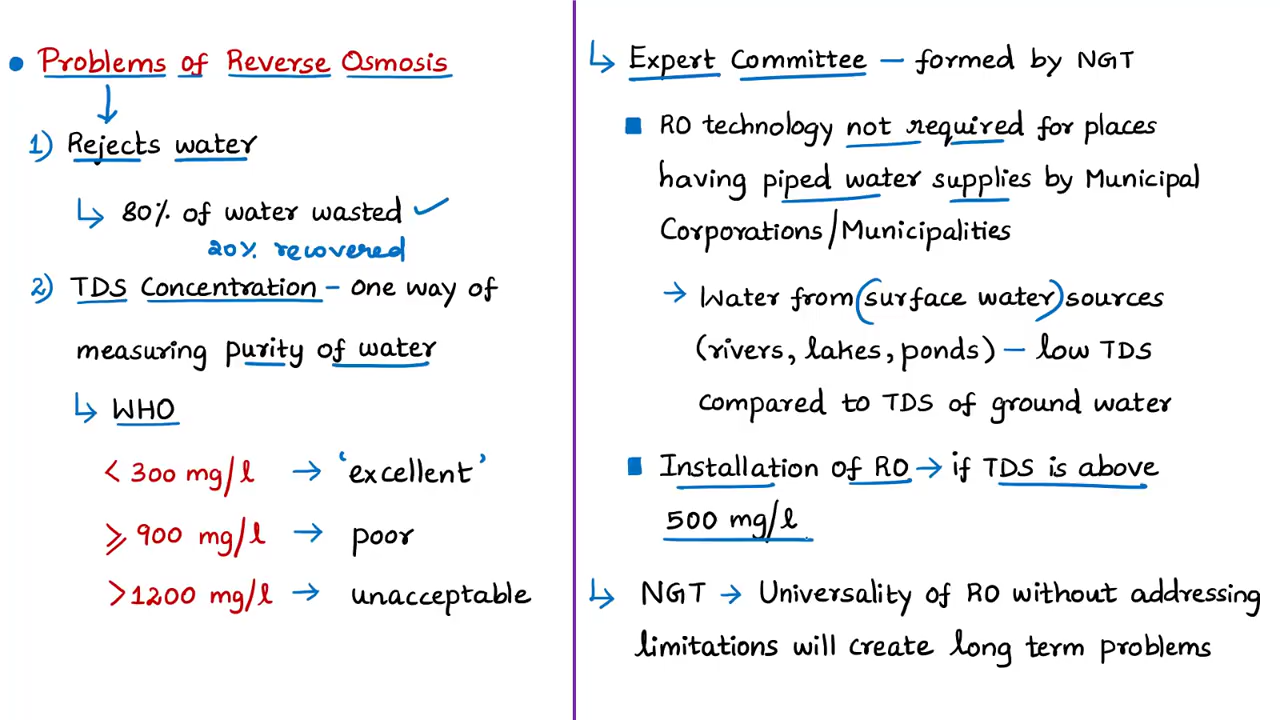 • Problems of Reverse Osmosis
1) Rejects water
80% of water wasted ✓
20% recovered
2) TDS Concentration - one way of
measuring purity of water
↳ WHO
< 300 mg/l → 'excellent'
⩾ 900 mg/l → poor
> 1200 mg/l → unacceptable
↳ Expert Committee – formed by NGT
▪ RO technology not required for places
having piped water supplies by Municipal
Corporations/Municipalities
→ Water from (surface water) sources
(rivers, lakes, ponds) – low TDS
compared to TDS of ground water
▪ Installation of RO → if TDS is above
500 mg/l
↳ NGT → Universality of RO without addressing
limitations will create long term problems